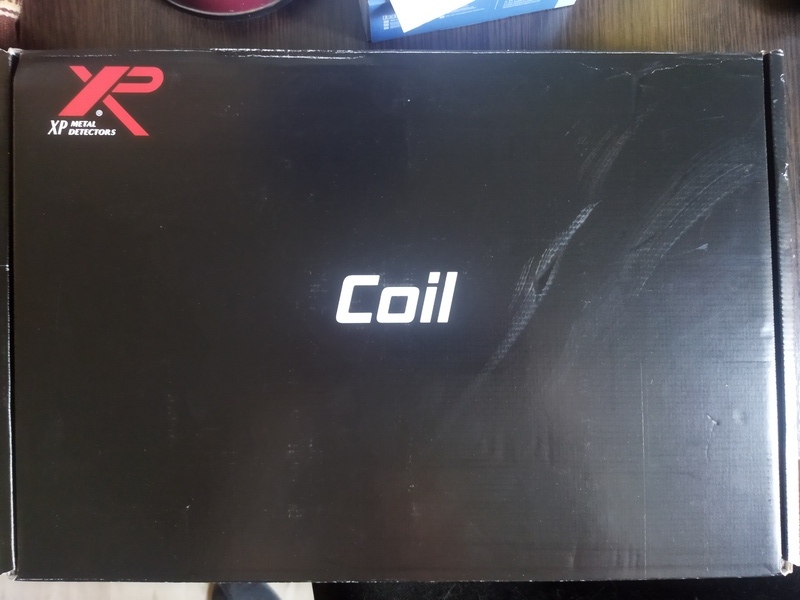 XP
XP METAL
DETECTORS
Coil